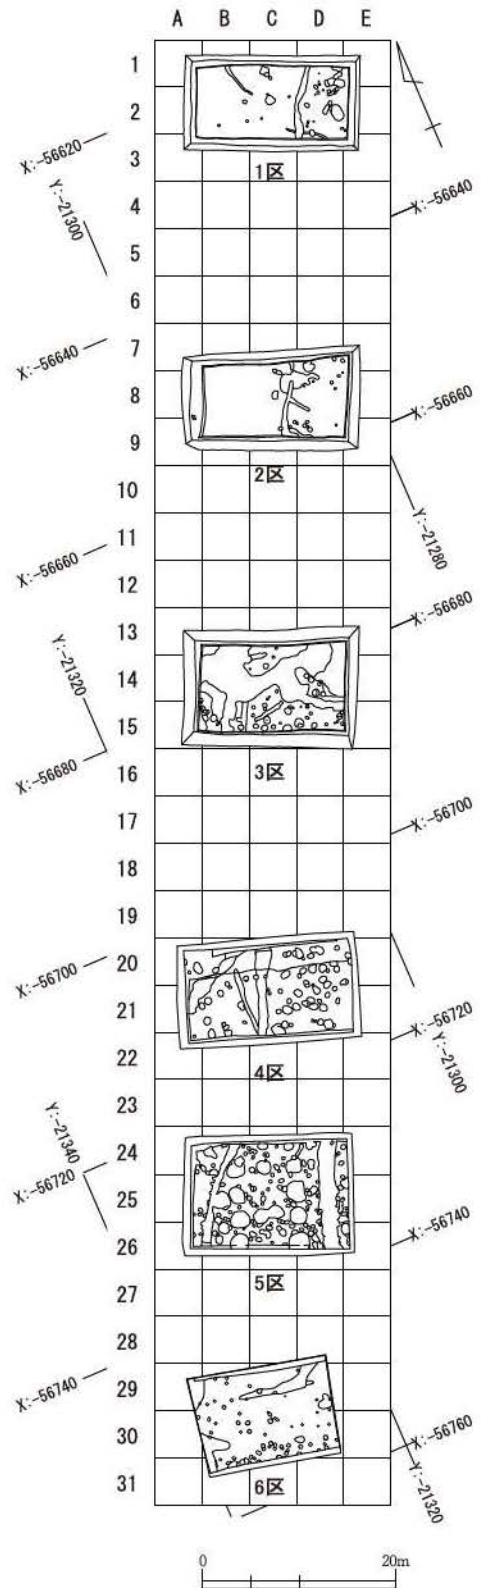 A B C D E
1
2
X:-56620
3
1区
Y:-21300
4
X:-56640
5
6
7
X:-56640
8
X:-56660
9
2区
10
11
Y:-21280
X:-56660
12
X:-56680
13
Y:-21320
14
15
X:-56680
16
3区
17
X:-56700
18
19
20
X:-56700
21
X:-56720
22
4区
Y:-21300
23
Y:-21340
24
X:-56720
25
26
X:-56740
27
5区
28
29
X:-56740
30
X:-56760
31
6区
Y:-21320
0 20m